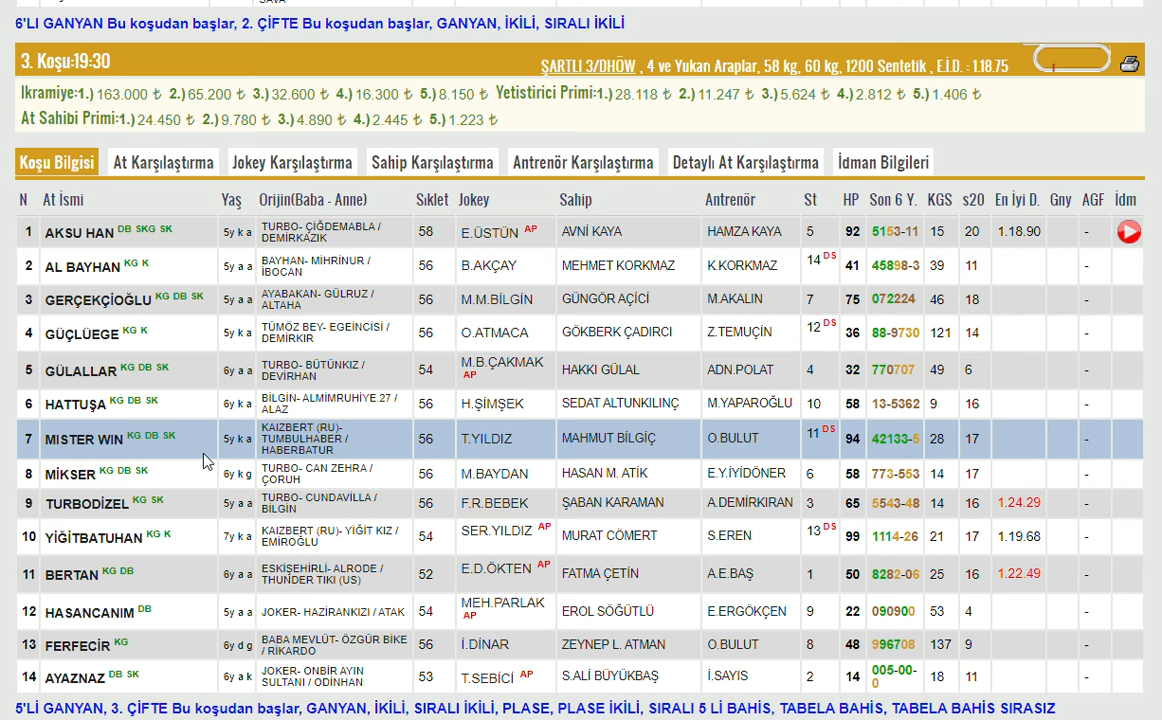 6'LI GANYAN Bu koşudan başlar, 2. ÇİFTE Bu koşudan başlar, GANYAN, İKİLİ, SIRALI İKİLİ
3. Koşu:19:30 ŞARTLI 3/DHÖW , 4 ve Yukarı Araplar, 58 kg, 60 kg, 1200 Sentetik , E.İ.D. : 1.18.75
Ikramiye:1.) 163.000 ₺ 2.) 65.200 ₺ 3.) 32.600 ₺ 4.) 16.300 ₺ 5.) 8.150 ₺ Yetistirici Primi:1.) 28.118 ₺ 2.) 11.247 ₺ 3.) 5.624 ₺ 4.) 2.812 ₺ 5.) 1.406 ₺
At Sahibi Primi:1.) 24.450 ₺ 2.) 9.780 ₺ 3.) 4.890 ₺ 4.) 2.445 ₺ 5.) 1.223 ₺
Koşu Bilgisi At Karşılaştırma Jokey Karşılaştırma Sahip Karşılaştırma Antrenör Karşılaştırma Detaylı At Karşılaştırma İdman Bilgileri
N At İsmi Yaş Orijin(Baba - Anne) Sıklet Jokey Sahip Antrenör St HP Son 6 Y. KGS s20 En İyi D. Gny AGF İdm
1 AKSU HAN DB SKG SK 5y k a TURBO- ÇİĞDEMABLA / DEMİRKAZIK 58 E.ÜSTÜN AP AVNİ KAYA HAMZA KAYA 5 92 5153-11 15 20 1.18.90 -
2 AL BAYHAN KG K 5y a a BAYHAN- MİHRİNUR / İBOCAN 56 B.AKÇAY MEHMET KORKMAZ K.KORKMAZ 14 DS 41 45898-3 39 11 -
3 GERÇEKÇİOĞLU KG DB SK 5y a a AYABAKAN- GÜLRUZ / ALTAHA 56 M.M.BİLGİN GÜNGÖR AÇİCİ M.AKALIN 7 75 072224 46 18 -
4 GÜÇLÜEGE KG K 5y k a TÜMÖZ BEY- EGEİNCİSİ / DEMİRKIR 56 O.ATMACA GÖKBERK ÇADIRCI Z.TEMUÇİN 12 DS 36 88-9730 121 14 -
5 GÜLALLAR KG DB SK 6y a a TURBO- BÜTÜNKIZ / DEVİRHAN 54 M.B.ÇAKMAK AP HAKKI GÜLAL ADN.POLAT 4 32 770707 49 6 -
6 HATTUŞA KG DB SK 6y k a BİLGİN- ALMIMRUHİYE.27 / ALAZ 56 H.ŞİMŞEK SEDAT ALTUNKILINÇ M.YAPAROĞLU 10 58 13-5362 9 16 -
7 MISTER WIN KG DB SK 5y k a KAIZBERT (RU)- TUMBULHABER / HABERBATUR 56 T.YILDIZ MAHMUT BİLGİÇ O.BULUT 11 DS 94 42133-5 28 17 -
8 MİKSER KG DB SK 6y k g TURBO- CAN ZEHRA / ÇORUH 56 M.BAYDAN HASAN M. ATİK E.Y.İYİDÖNER 6 58 773-553 14 17 -
9 TURBODİZEL KG SK 5y a a TURBO- CUNDAVİLLA / BİLGİN 56 F.R.BEBEK ŞABAN KARAMAN A.DEMİRKIRAN 3 65 5543-48 14 16 1.24.29 -
10 YİĞİTBATUHAN KG K 7y k a KAIZBERT (RU)- YİĞİT KIZ / EMİROĞLU 54 SER.YILDIZ AP MURAT CÖMERT S.EREN 13 DS 99 1114-26 21 17 1.19.68 -
11 BERTAN KG DB 6y a a ESKİŞEHİRLİ- ALRODE / THUNDER TIKI (US) 52 E.D.ÖKTEN AP FATMA ÇETİN A.E.BAŞ 1 50 8282-06 25 16 1.22.49 -
12 HASANCANIM DB 5y a a JOKER- HAZİRANKIZI / ATAK 54 MEH.PARLAK AP EROL SÖĞÜTLÜ E.ERGÖKÇEN 9 22 090900 53 4 -
13 FERFECİR KG 6y d g BABA MEVLÜT- ÖZGÜR BİKE / RİKARDO 56 İ.DİNAR ZEYNEP L. ATMAN O.BULUT 8 48 996708 137 9 -
14 AYAZNAZ DB SK 6y a k JOKER- ONBİR AYIN SULTANI / ODİNHAN 53 T.SEBİCİ AP S.ALİ BÜYÜKBAŞ İ.SAYIS 2 14 005-00-0 18 11 -
5'Lİ GANYAN, 3. ÇİFTE Bu koşudan başlar, GANYAN, İKİLİ, SIRALI İKİLİ, PLASE, PLASE İKİLİ, SIRALI 5 Lİ BAHİS, TABELA BAHİS, TABELA BAHİS SIRASIZ